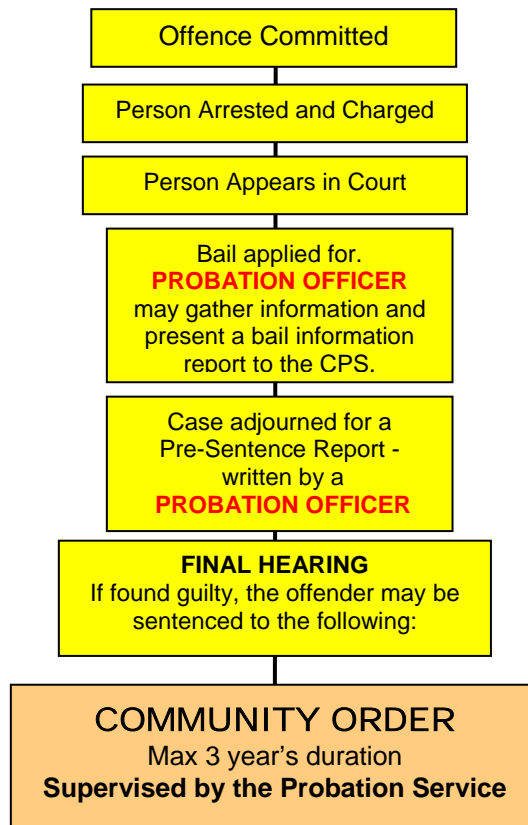 Offence Committed
Person Arrested and Charged
Person Appears in Court
Bail applied for.
PROBATION OFFICER
may gather information and
present a bail information
report to the CPS.
Case adjourned for a
Pre-Sentence Report -
written by a
PROBATION OFFICER
FINAL HEARING
If found guilty, the offender may be
sentenced to the following:
COMMUNITY ORDER
Max 3 year's duration
Supervised by the Probation Service